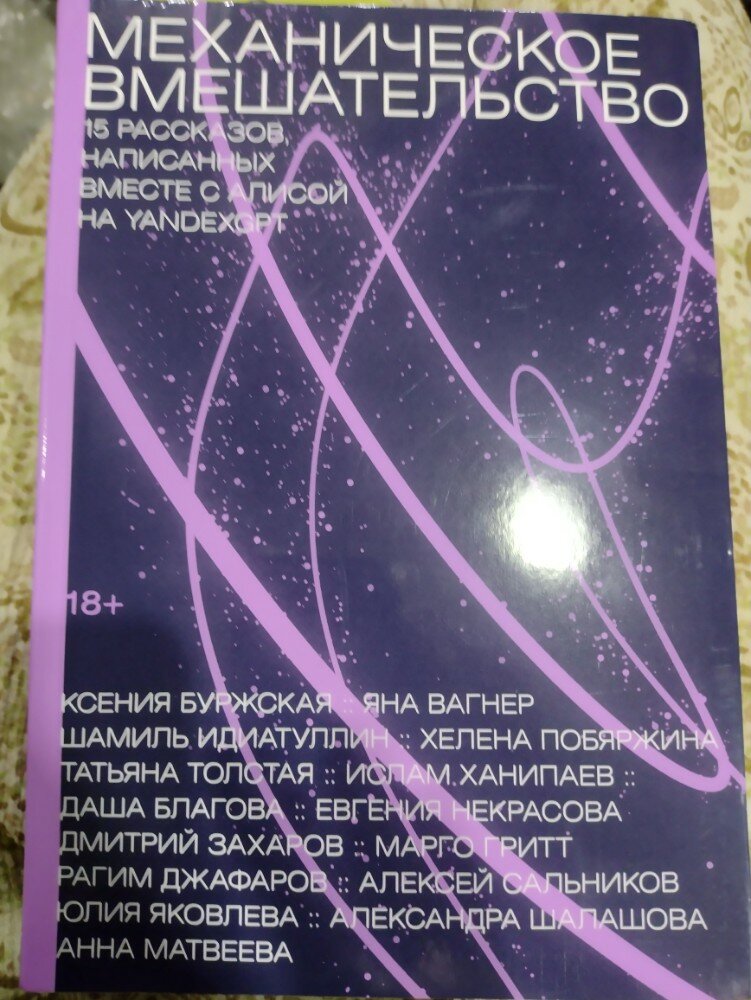 МЕХАНИЧЕСКОЕ
ВМЕШАТЕЛЬСТВО
15 РАССКАЗОВ,
НАПИСАННЫХ
ВМЕСТЕ С АЛИСОЙ
НА YANDEXGPT
18+
КСЕНИЯ БУРЖСКАЯ :: ЯНА ВАГНЕР
ШАМИЛЬ ИДИАТУЛЛИН :: ХЕЛЕНА ПОБЯРЖИНА
ТАТЬЯНА ТОЛСТАЯ :: ИСЛАМ ХАНИПАЕВ ::
ДАША БЛАГОВА :: ЕВГЕНИЯ НЕКРАСОВА
ДМИТРИЙ ЗАХАРОВ :: МАРГО ГРИТТ
РАГИМ ДЖАФАРОВ :: АЛЕКСЕЙ САЛЬНИКОВ
ЮЛИЯ ЯКОВЛЕВА :: АЛЕКСАНДРА ШАЛАШОВА
АННА МАТВЕЕВА